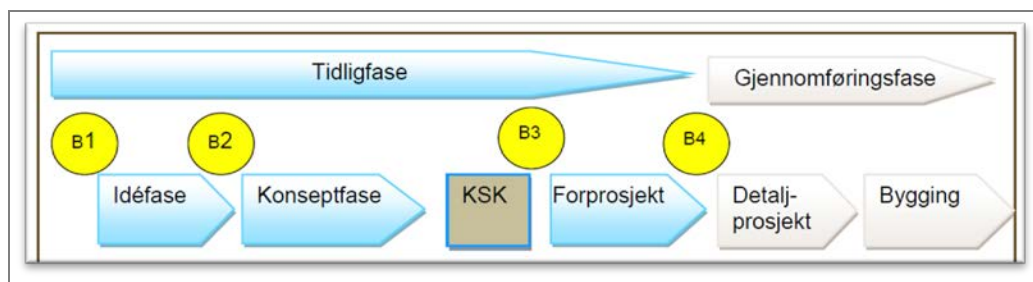 Tidligfase
Gjennomføringsfase
B1
B2
B3
B4
Idéfase
Konseptfase
KSK
Forprosjekt
Detalj-
prosjekt
Bygging